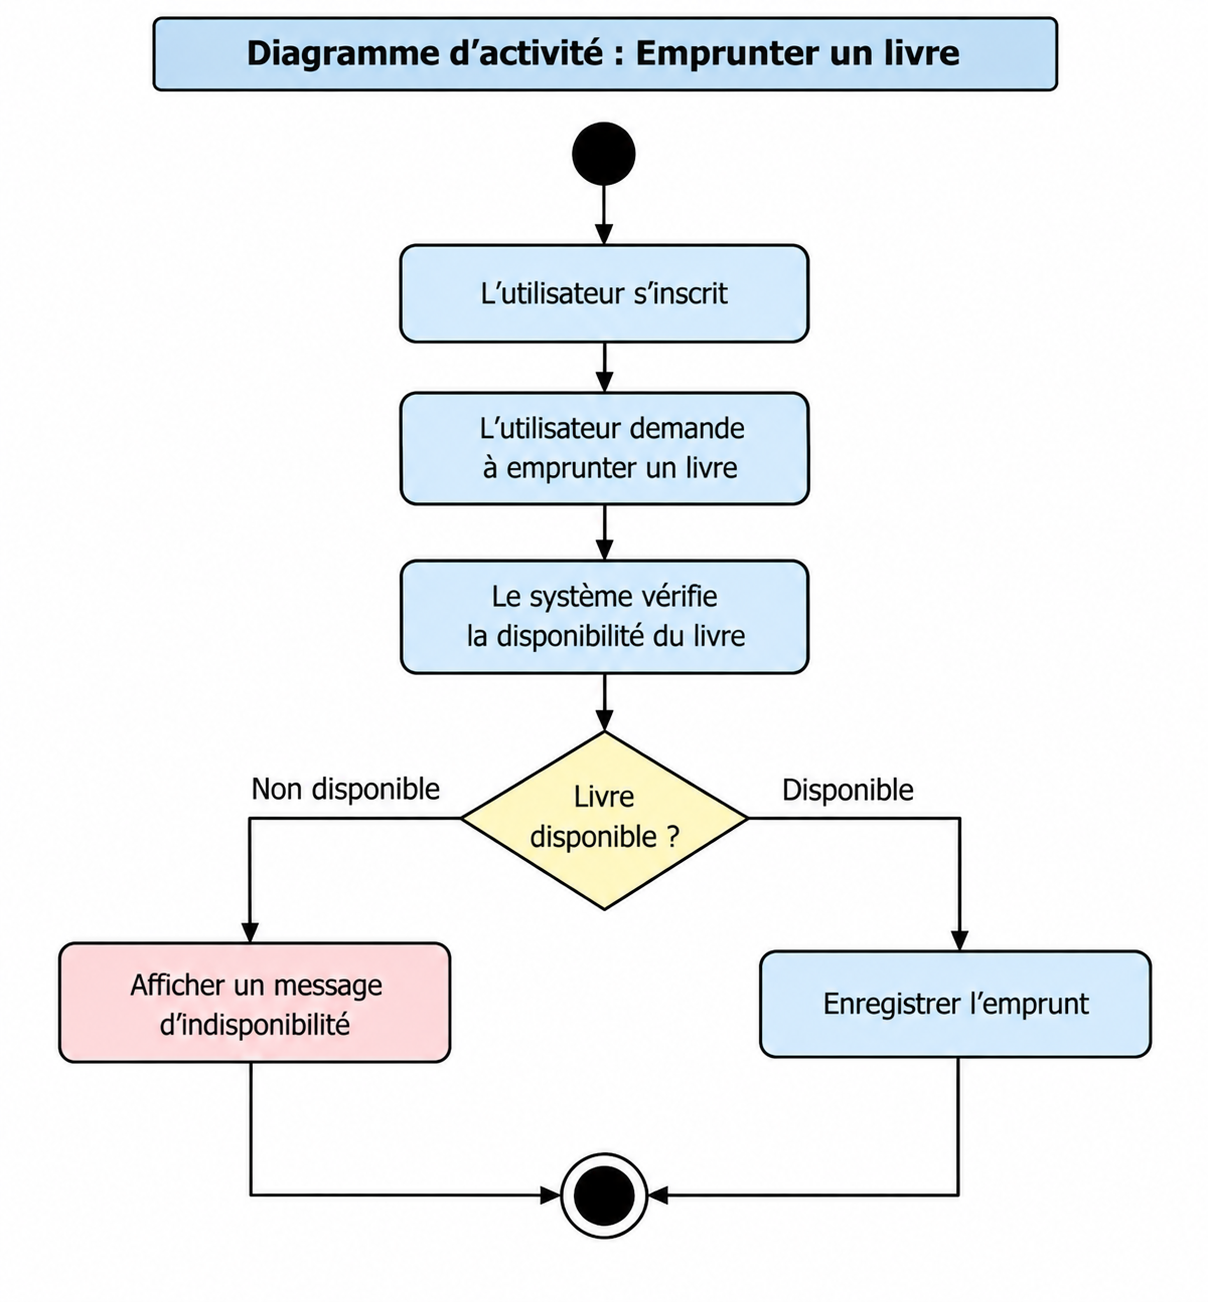 Diagramme d’activité : Emprunter un livre
L’utilisateur s’inscrit
L’utilisateur demande
à emprunter un livre
Le système vérifie
la disponibilité du livre
Livre
disponible ?
Non disponible
Disponible
Afficher un message
d’indisponibilité
Enregistrer l’emprunt